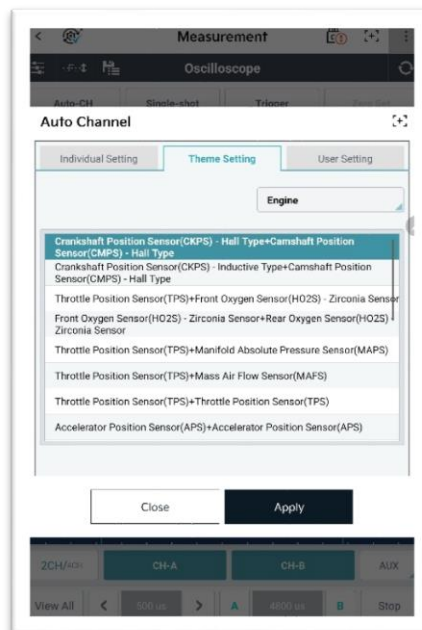 Measurement
Oscilloscope
Auto-CH Single-shot Trigger
Auto Channel
Individual Setting Theme Setting User Setting
Engine
Crankshaft Position Sensor(CKPS) - Hall Type+Camshaft Position
Sensor(CMPS) - Hall Type
Crankshaft Position Sensor(CKPS) - Inductive Type+Camshaft Position
Sensor(CMPS) - Hall Type
Throttle Position Sensor(TPS)+Front Oxygen Sensor(HO2S) - Zirconia Sensor
Front Oxygen Sensor(HO2S) - Zirconia Sensor+Rear Oxygen Sensor(HO2S) -
Zirconia Sensor
Throttle Position Sensor(TPS)+Manifold Absolute Pressure Sensor(MAPS)
Throttle Position Sensor(TPS)+Mass Air Flow Sensor(MAFS)
Throttle Position Sensor(TPS)+Throttle Position Sensor(TPS)
Accelerator Position Sensor(APS)+Accelerator Position Sensor(APS)
Close Apply
2CH/4CH CH-A CH-B AUX
View All < 500 us > A 4800 us B Stop